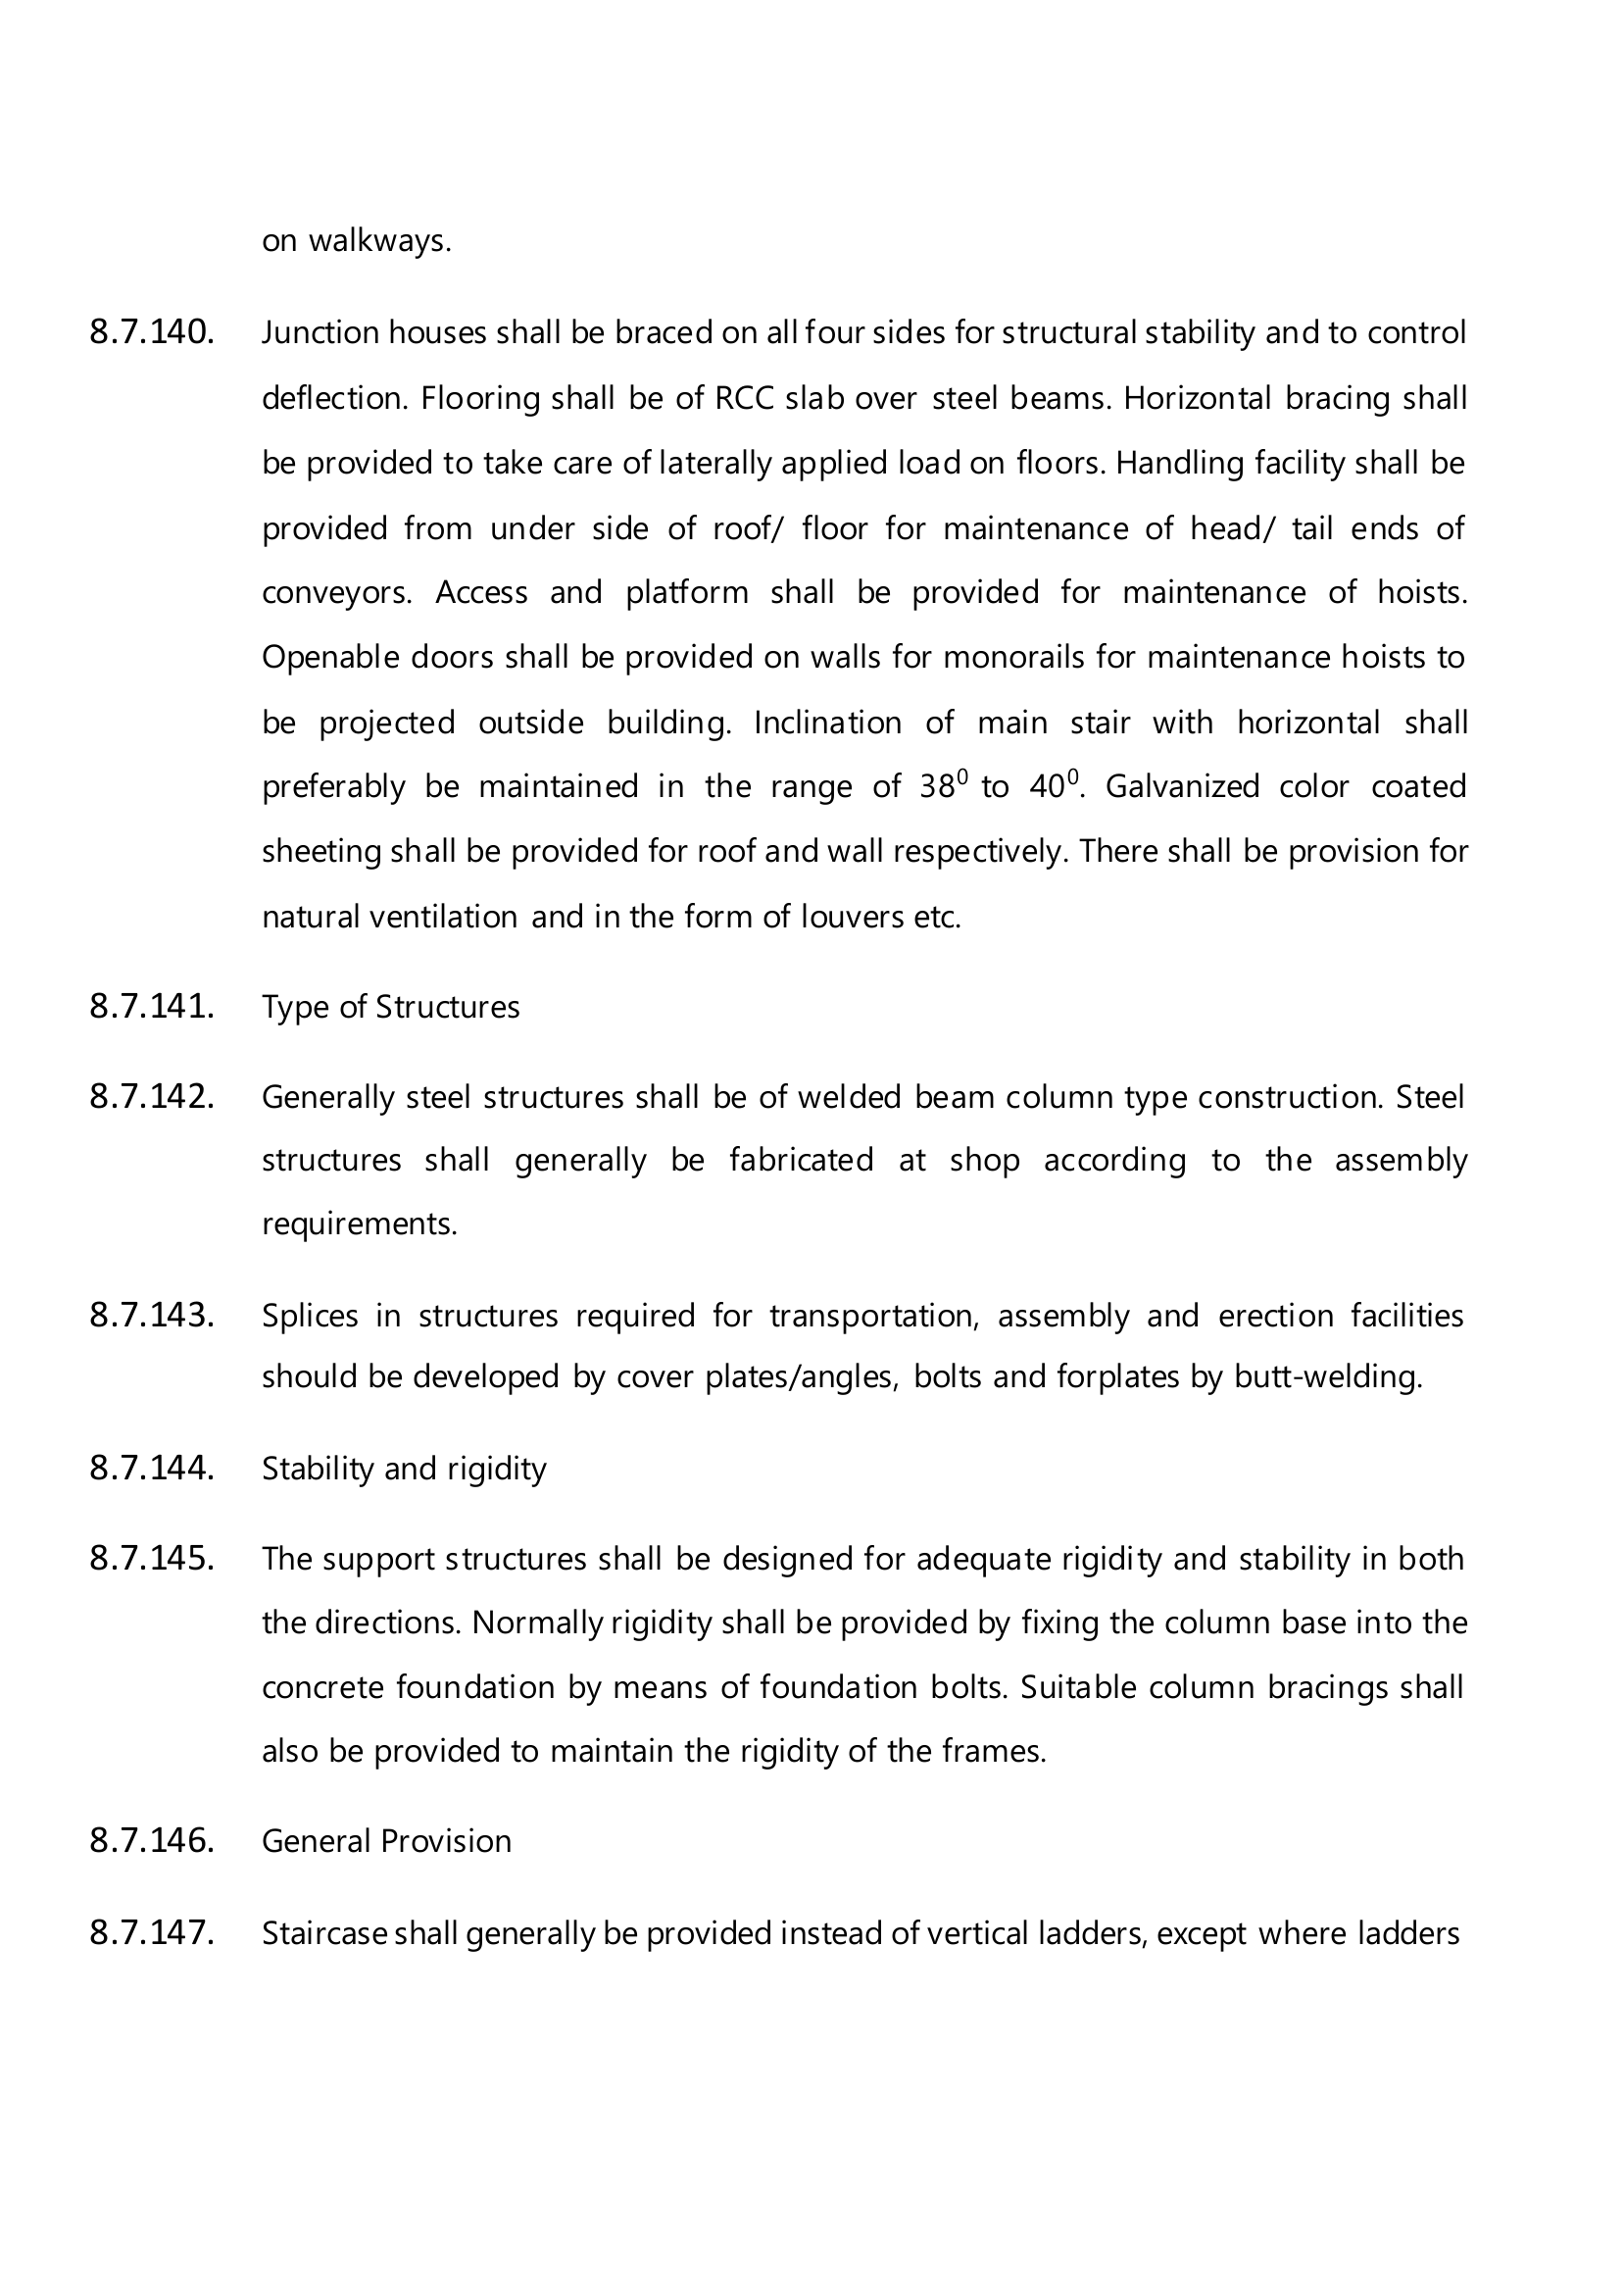 on walkways.
8.7.140. Junction houses shall be braced on all four sides for structural stability and to control
deflection. Flooring shall be of RCC slab over steel beams. Horizontal bracing shall
be provided to take care of laterally applied load on floors. Handling facility shall be
provided from under side of roof/ floor for maintenance of head/ tail ends of
conveyors. Access and platform shall be provided for maintenance of hoists.
Openable doors shall be provided on walls for monorails for maintenance hoists to
be projected outside building. Inclination of main stair with horizontal shall
preferably be maintained in the range of 38⁰ to 40⁰. Galvanized color coated
sheeting shall be provided for roof and wall respectively. There shall be provision for
natural ventilation and in the form of louvers etc.
8.7.141. Type of Structures
8.7.142. Generally steel structures shall be of welded beam column type construction. Steel
structures shall generally be fabricated at shop according to the assembly
requirements.
8.7.143. Splices in structures required for transportation, assembly and erection facilities
should be developed by cover plates/angles, bolts and forplates by butt-welding.
8.7.144. Stability and rigidity
8.7.145. The support structures shall be designed for adequate rigidity and stability in both
the directions. Normally rigidity shall be provided by fixing the column base into the
concrete foundation by means of foundation bolts. Suitable column bracings shall
also be provided to maintain the rigidity of the frames.
8.7.146. General Provision
8.7.147. Staircase shall generally be provided instead of vertical ladders, except where ladders